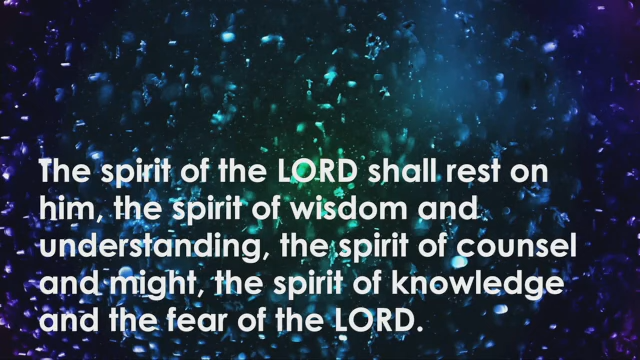 The spirit of the LORD shall rest on
him, the spirit of wisdom and
understanding, the spirit of counsel
and might, the spirit of knowledge
and the fear of the LORD.